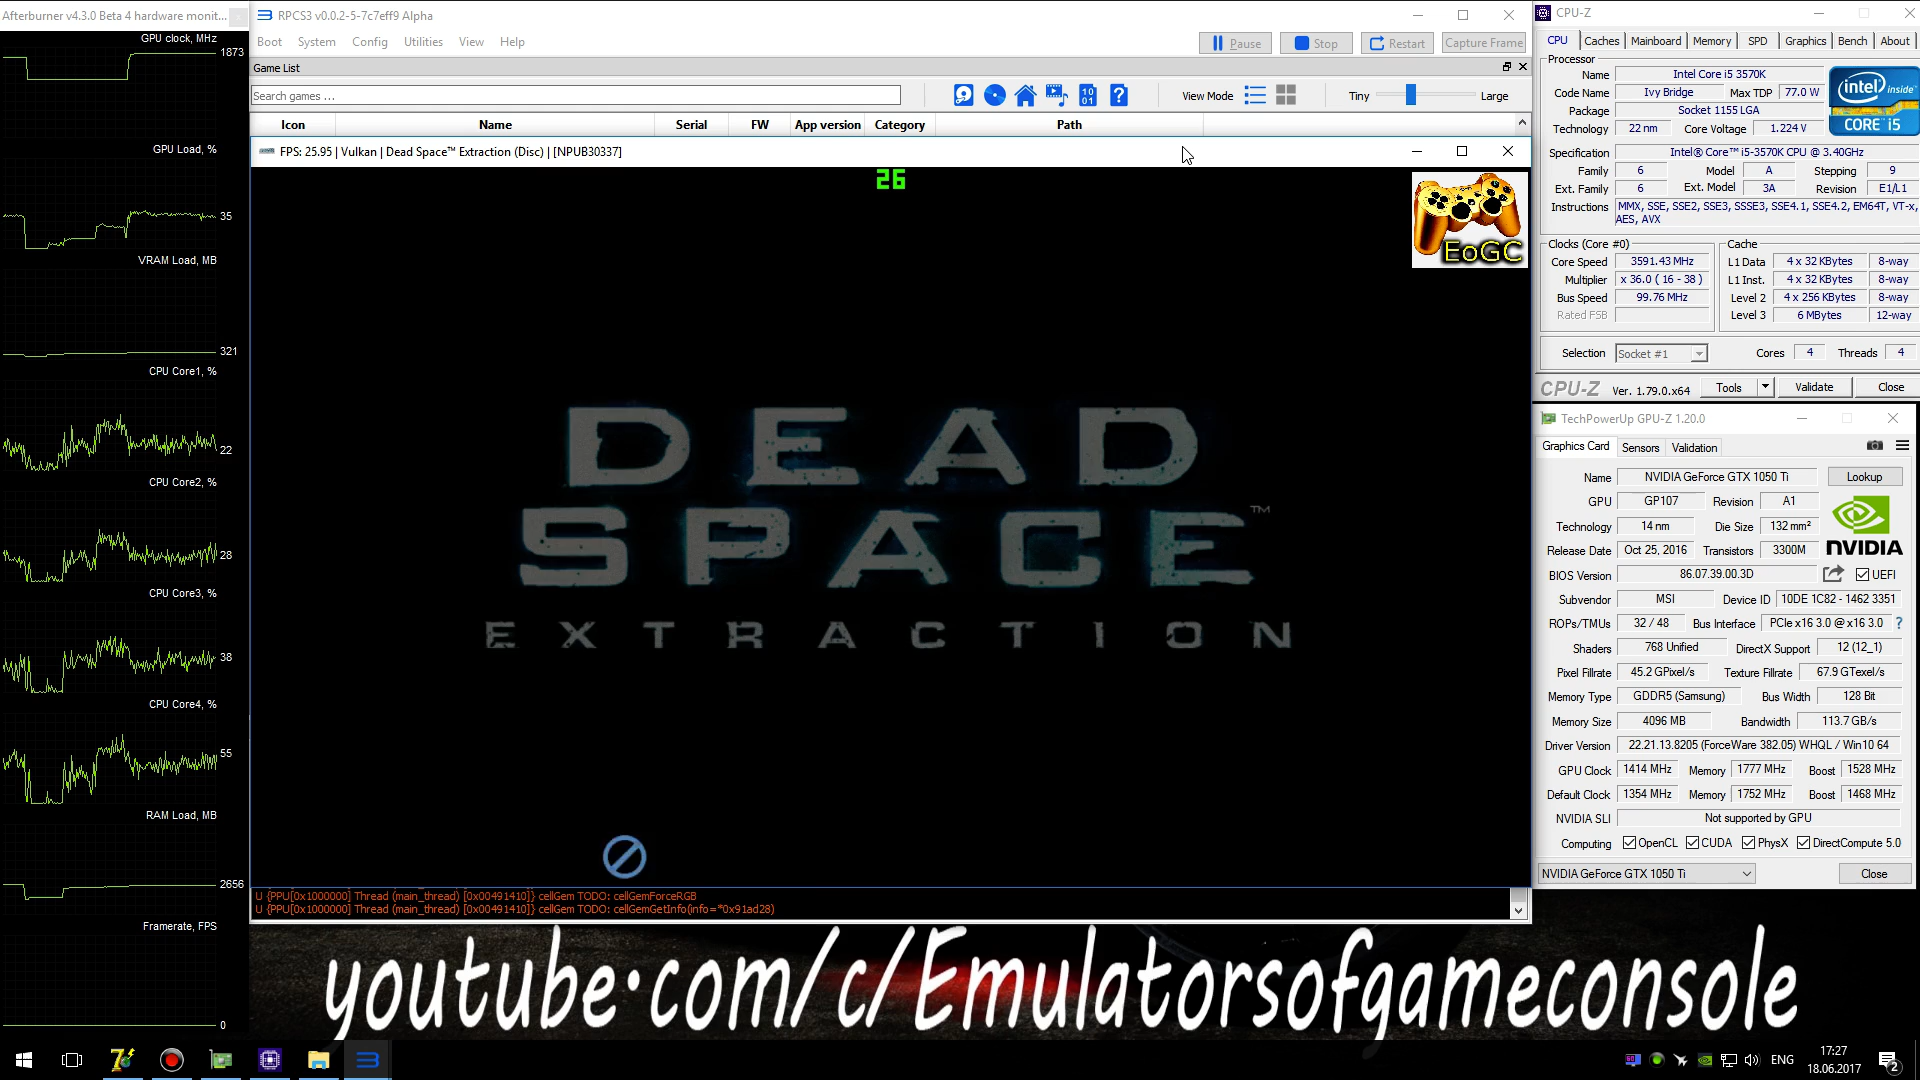 Afterburner v4.3.0 Beta 4 hardware monit...
GPU clock, MHz
1873
GPU Load, %
35
VRAM Load, MB
321
CPU Core1, %
22
CPU Core2, %
28
CPU Core3, %
38
CPU Core4, %
55
RAM Load, MB
2656
Framerate, FPS
0
RPCS3 v0.0.2-5-7c7eff9 Alpha
Boot System Config Utilities View Help
Pause Stop Restart Capture Frame
Game List
Search games ...
View Mode Tiny Large
Icon Name Serial FW App version Category Path
FPS: 25.95 | Vulkan | Dead Space™ Extraction (Disc) | [NPUB30337]
26
EoGC
DEAD
SPACE™
EXTRACTION
U {PPU[0x1000000] Thread (main_thread) [0x00491410]} cellGem TODO: cellGemForceRGB
U {PPU[0x1000000] Thread (main_thread) [0x00491410]} cellGem TODO: cellGemGetInfo(info=*0x91ad28)
youtube.com/c/Emulatorsofgameconsole
CPU-Z
CPU Caches Mainboard Memory SPD Graphics Bench About
Processor
Name Intel Core i5 3570K
Code Name Ivy Bridge Max TDP 77.0 W
Package Socket 1155 LGA
Technology 22 nm Core Voltage 1.224 V
intel inside™
CORE i5
Specification Intel® Core™ i5-3570K CPU @ 3.40GHz
Family 6 Model A Stepping 9
Ext. Family 6 Ext. Model 3A Revision E1/L1
Instructions MMX, SSE, SSE2, SSE3, SSSE3, SSE4.1, SSE4.2, EM64T, VT-x,
AES, AVX
Clocks (Core #0) Cache
Core Speed 3591.43 MHz L1 Data 4 x 32 KBytes 8-way
Multiplier x 36.0 ( 16 - 38 ) L1 Inst. 4 x 32 KBytes 8-way
Bus Speed 99.76 MHz Level 2 4 x 256 KBytes 8-way
Rated FSB Level 3 6 MBytes 12-way
Selection Socket #1 Cores 4 Threads 4
CPU-Z Ver. 1.79.0.x64 Tools Validate Close
TechPowerUp GPU-Z 1.20.0
Graphics Card Sensors Validation
Name NVIDIA GeForce GTX 1050 Ti Lookup
GPU GP107 Revision A1
Technology 14 nm Die Size 132 mm²
Release Date Oct 25, 2016 Transistors 3300M
NVIDIA
BIOS Version 86.07.39.00.3D UEFI
Subvendor MSI Device ID 10DE 1C82 - 1462 3351
ROPs/TMUs 32 / 48 Bus Interface PCIe x16 3.0 @ x16 3.0 ?
Shaders 768 Unified DirectX Support 12 (12_1)
Pixel Fillrate 45.2 GPixel/s Texture Fillrate 67.9 GTexel/s
Memory Type GDDR5 (Samsung) Bus Width 128 Bit
Memory Size 4096 MB Bandwidth 113.7 GB/s
Driver Version 22.21.13.8205 (ForceWare 382.05) WHQL / Win10 64
GPU Clock 1414 MHz Memory 1777 MHz Boost 1528 MHz
Default Clock 1354 MHz Memory 1752 MHz Boost 1468 MHz
NVIDIA SLI Not supported by GPU
Computing OpenCL CUDA PhysX DirectCompute 5.0
NVIDIA GeForce GTX 1050 Ti Close
ENG 17:27
18.06.2017
2